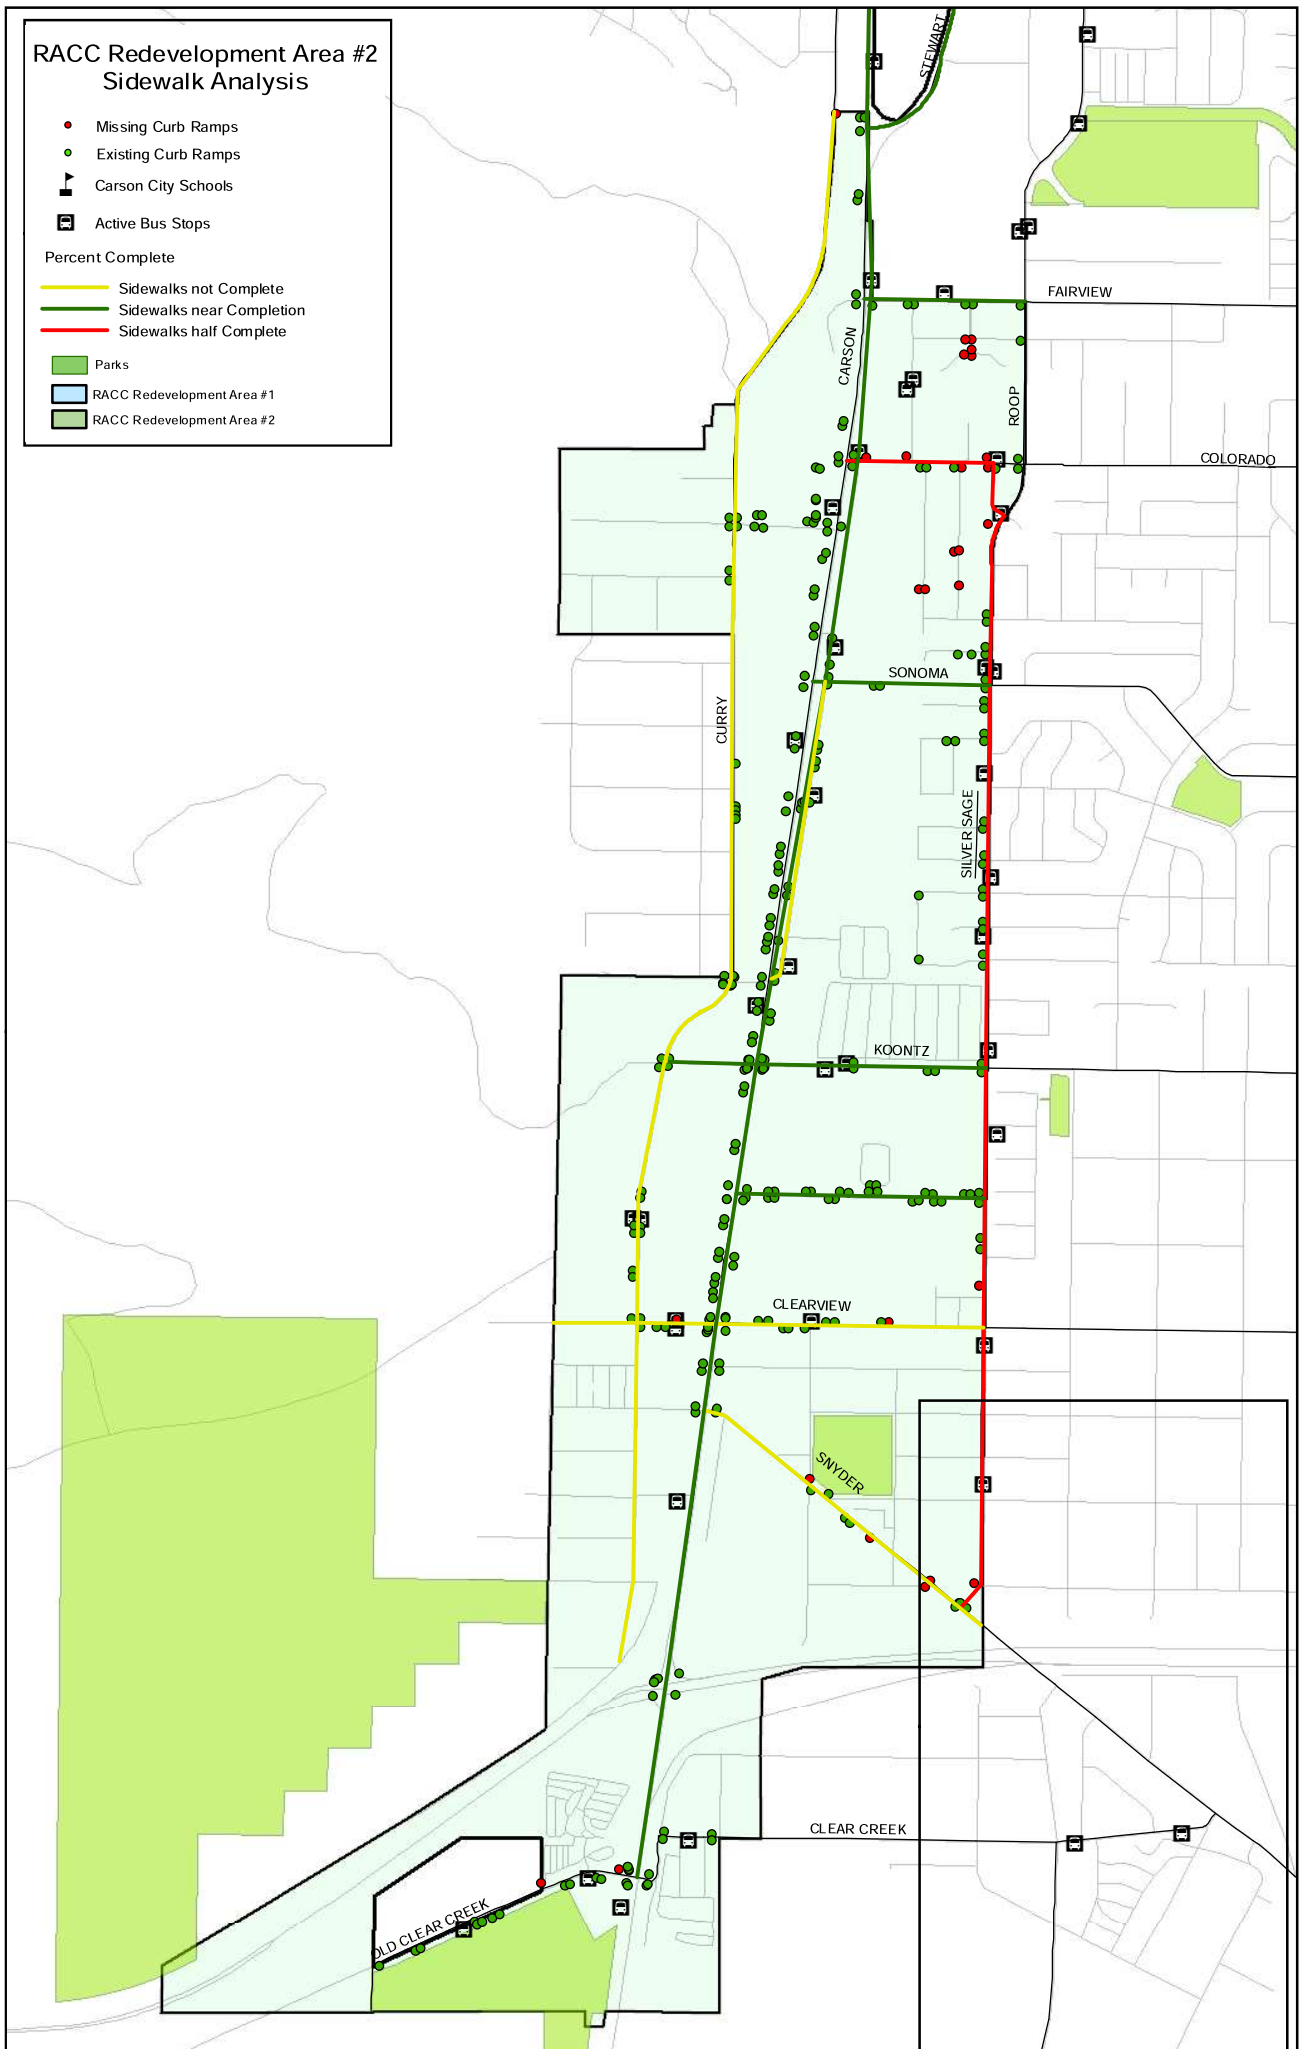 RACC Redevelopment Area #2
Sidewalk Analysis
Missing Curb Ramps
Existing Curb Ramps
Carson City Schools
Active Bus Stops
Percent Complete
Sidewalks not Complete
Sidewalks near Completion
Sidewalks half Complete
Parks
RACC Redevelopment Area #1
RACC Redevelopment Area #2
STEWART
FAIRVIEW
CARSON
ROOP
COLORADO
SONOMA
CURRY
SILVER SAGE
KOONTZ
CLEARVIEW
SNYDER
CLEAR CREEK
OLD CLEAR CREEK